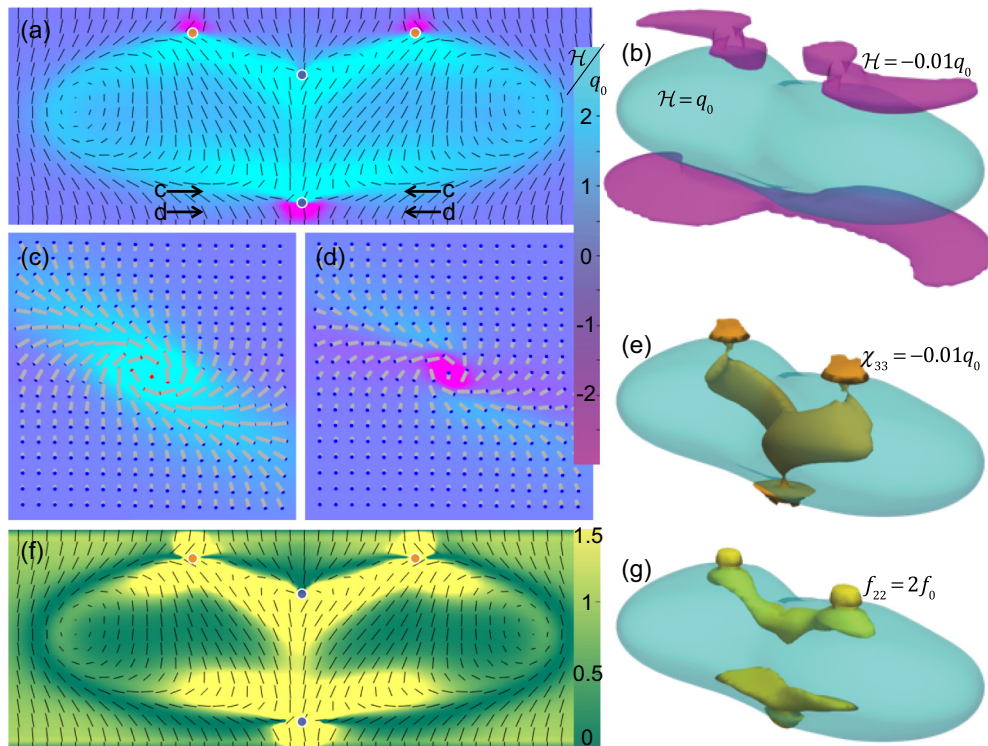 (a)
ℋ/q₀
2
1
0
-1
-2
c c
d d
(b)
ℋ=−0.01q₀
ℋ=q₀
(c)
(d)
(e)
χ₃₃=−0.01q₀
(f)
1.5
1
0.5
0
(g)
f₂₂=2f₀